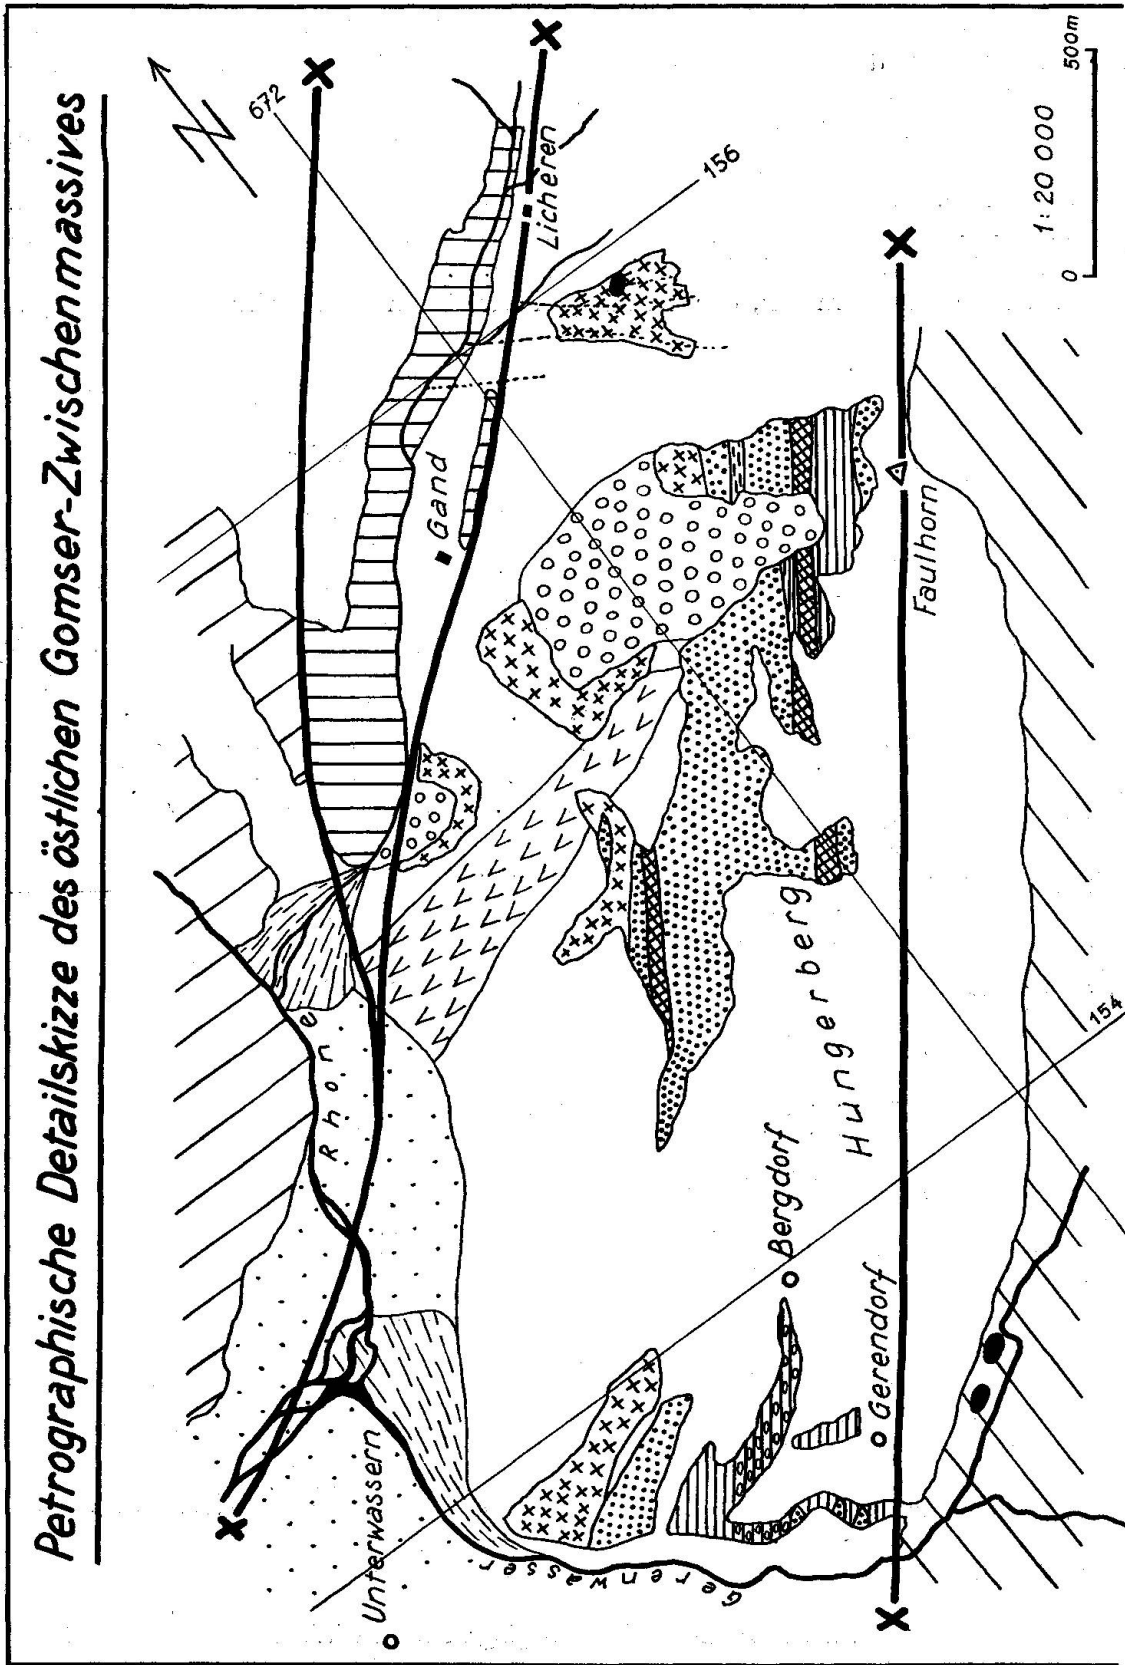 Petrographische Detailskizze des östlichen Gomser-Zwischenmassives
N
672
156
Licheren
Gand
Rhone
Unterwassern
Gerenwasser
Bergdorf
Gerendorf
Hungerberg
Faulhorn
154
1:20 000
0 500m